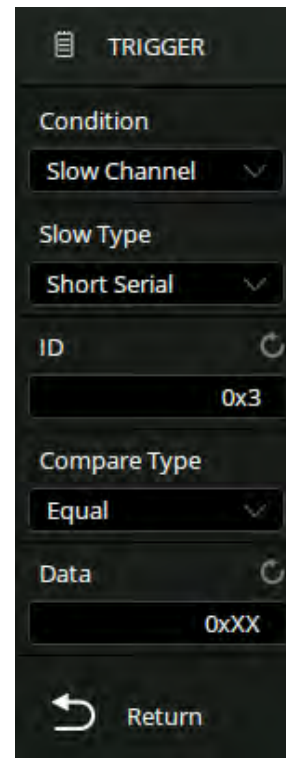 TRIGGER
Condition
Slow Channel
Slow Type
Short Serial
ID
0x3
Compare Type
Equal
Data
0xXX
Return